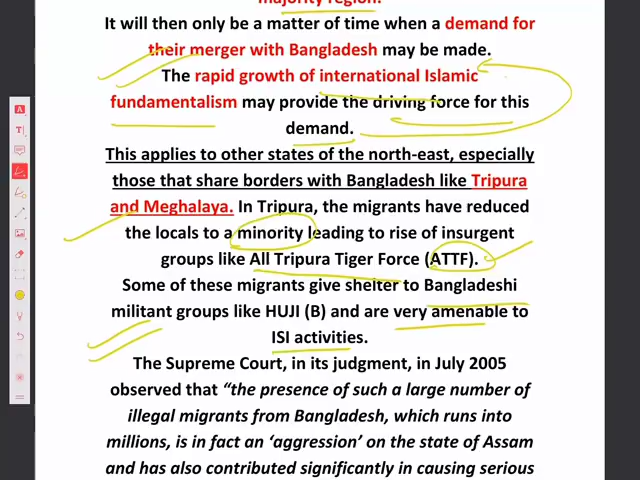 majority region.
It will then only be a matter of time when a demand for
their merger with Bangladesh may be made.
The rapid growth of international Islamic
fundamentalism may provide the driving force for this
demand.
This applies to other states of the north-east, especially
those that share borders with Bangladesh like Tripura
and Meghalaya. In Tripura, the migrants have reduced
the locals to a minority leading to rise of insurgent
groups like All Tripura Tiger Force (ATTF).
Some of these migrants give shelter to Bangladeshi
militant groups like HUJI (B) and are very amenable to
ISI activities.
The Supreme Court, in its judgment, in July 2005
observed that “the presence of such a large number of
illegal migrants from Bangladesh, which runs into
millions, is in fact an ‘aggression’ on the state of Assam
and has also contributed significantly in causing serious